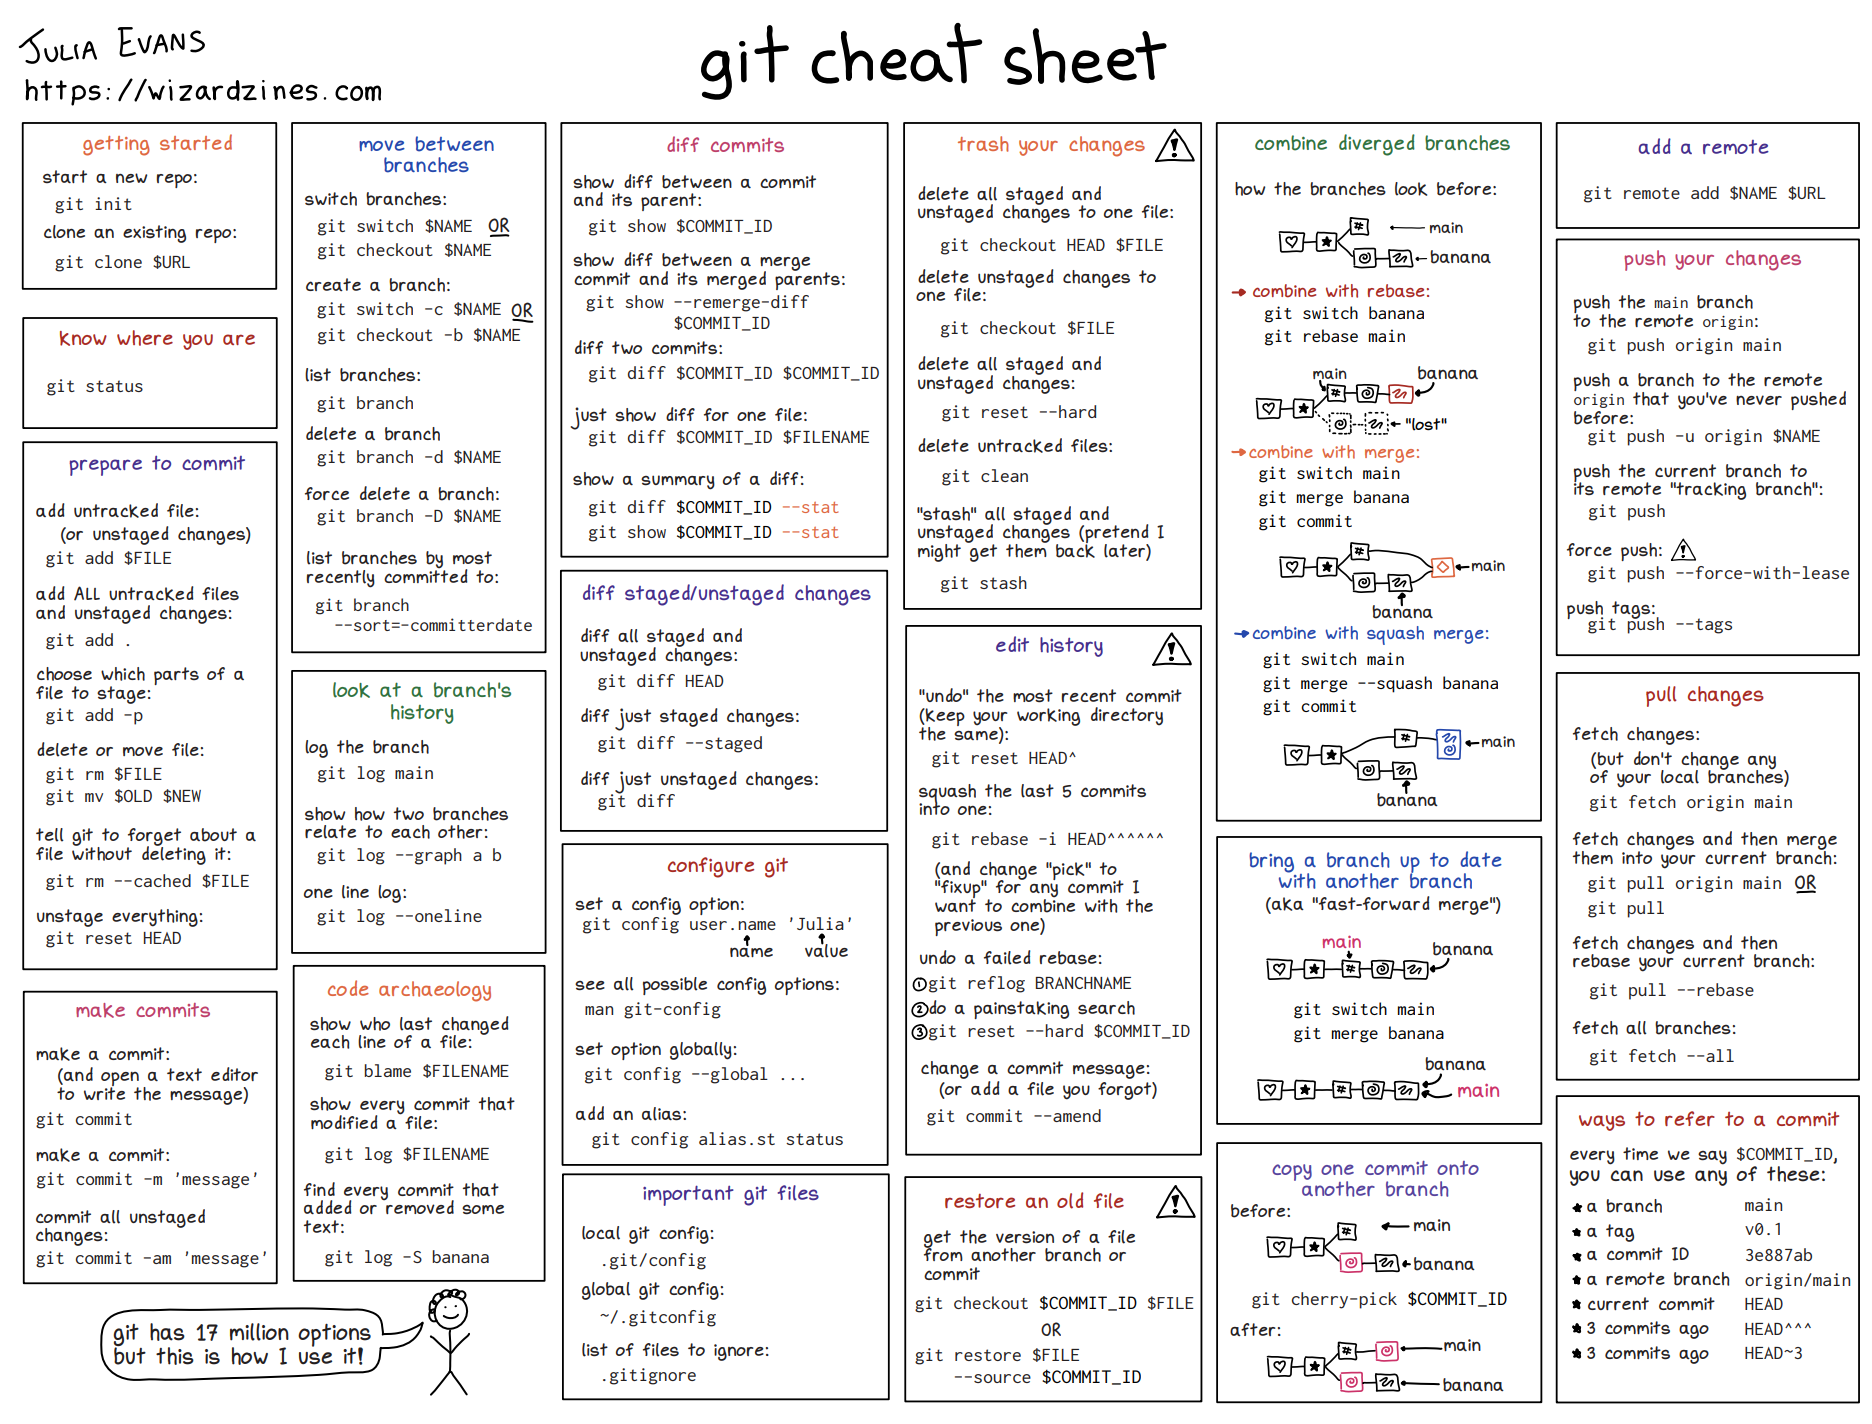 JULIA EVANS
https://wizardzines.com
git cheat sheet
getting started
start a new repo:
git init
clone an existing repo:
git clone $URL
know where you are
git status
prepare to commit
add untracked file:
(or unstaged changes)
git add $FILE
add ALL untracked files
and unstaged changes:
git add .
choose which parts of a
file to stage:
git add -p
delete or move file:
git rm $FILE
git mv $OLD $NEW
tell git to forget about a
file without deleting it:
git rm --cached $FILE
unstage everything:
git reset HEAD
make commits
make a commit:
(and open a text editor
to write the message)
git commit
make a commit:
git commit -m 'message'
commit all unstaged
changes:
git commit -am 'message'
git has 17 million options
but this is how I use it!
move between
branches
switch branches:
git switch $NAME OR
git checkout $NAME
create a branch:
git switch -c $NAME OR
git checkout -b $NAME
list branches:
git branch
delete a branch
git branch -d $NAME
force delete a branch:
git branch -D $NAME
list branches by most
recently committed to:
git branch
--sort=-committerdate
look at a branch's
history
log the branch
git log main
show how two branches
relate to each other:
git log --graph a b
one line log:
git log --oneline
code archaeology
show who last changed
each line of a file:
git blame $FILENAME
show every commit that
modified a file:
git log $FILENAME
find every commit that
added or removed some
text:
git log -S banana
diff commits
show diff between a commit
and its parent:
git show $COMMIT_ID
show diff between a merge
commit and its merged parents:
git show --remerge-diff
$COMMIT_ID
diff two commits:
git diff $COMMIT_ID $COMMIT_ID
just show diff for one file:
git diff $COMMIT_ID $FILENAME
show a summary of a diff:
git diff $COMMIT_ID --stat
git show $COMMIT_ID --stat
diff staged/unstaged changes
diff all staged and
unstaged changes:
git diff HEAD
diff just staged changes:
git diff --staged
diff just unstaged changes:
git diff
configure git
set a config option:
git config user.name 'Julia'
name value
see all possible config options:
man git-config
set option globally:
git config --global ...
add an alias:
git config alias.st status
important git files
local git config:
.git/config
global git config:
~/.gitconfig
list of files to ignore:
.gitignore
trash your changes
delete all staged and
unstaged changes to one file:
git checkout HEAD $FILE
delete unstaged changes to
one file:
git checkout $FILE
delete all staged and
unstaged changes:
git reset --hard
delete untracked files:
git clean
"stash" all staged and
unstaged changes (pretend I
might get them back later)
git stash
edit history
"undo" the most recent commit
(keep your working directory
the same):
git reset HEAD^
squash the last 5 commits
into one:
git rebase -i HEAD^^^^^^
(and change "pick" to
"fixup" for any commit I
want to combine with the
previous one)
undo a failed rebase:
① git reflog BRANCHNAME
② do a painstaking search
③ git reset --hard $COMMIT_ID
change a commit message:
(or add a file you forgot)
git commit --amend
restore an old file
get the version of a file
from another branch or
commit
git checkout $COMMIT_ID $FILE
OR
git restore $FILE
--source $COMMIT_ID
combine diverged branches
how the branches look before:
main
banana
combine with rebase:
git switch banana
git rebase main
main banana
"lost"
combine with merge:
git switch main
git merge banana
git commit
main
banana
combine with squash merge:
git switch main
git merge --squash banana
git commit
main
banana
bring a branch up to date
with another branch
(aka "fast-forward merge")
main banana
git switch main
git merge banana
banana
main
copy one commit onto
another branch
before:
main
banana
git cherry-pick $COMMIT_ID
after:
main
banana
add a remote
git remote add $NAME $URL
push your changes
push the main branch
to the remote origin:
git push origin main
push a branch to the remote
origin that you've never pushed
before:
git push -u origin $NAME
push the current branch to
its remote "tracking branch":
git push
force push:
git push --force-with-lease
push tags:
git push --tags
pull changes
fetch changes:
(but don't change any
of your local branches)
git fetch origin main
fetch changes and then merge
them into your current branch:
git pull origin main OR
git pull
fetch changes and then
rebase your current branch:
git pull --rebase
fetch all branches:
git fetch --all
ways to refer to a commit
every time we say $COMMIT_ID,
you can use any of these:
★ a branch main
★ a tag v0.1
★ a commit ID 3e887ab
★ a remote branch origin/main
★ current commit HEAD
★ 3 commits ago HEAD^^^
★ 3 commits ago HEAD~3